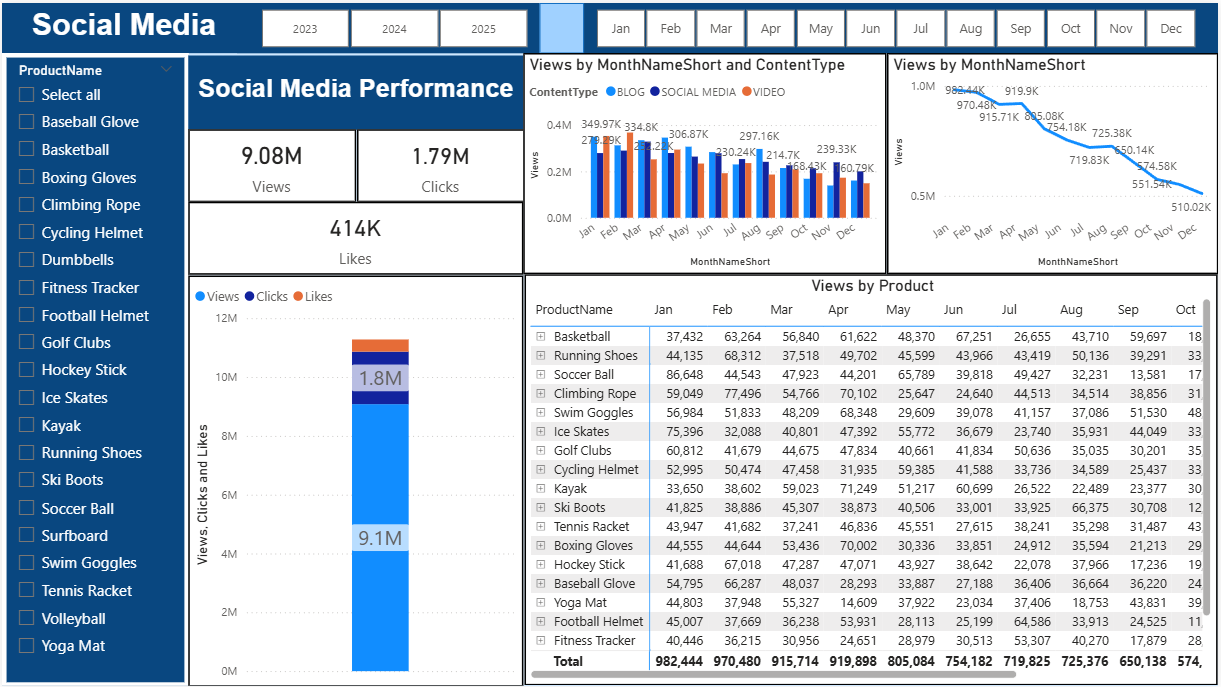 Social Media
2023 2024 2025
Jan Feb Mar Apr May Jun Jul Aug Sep Oct Nov Dec
ProductName
Select all
Baseball Glove
Basketball
Boxing Gloves
Climbing Rope
Cycling Helmet
Dumbbells
Fitness Tracker
Football Helmet
Golf Clubs
Hockey Stick
Ice Skates
Kayak
Running Shoes
Ski Boots
Soccer Ball
Surfboard
Swim Goggles
Tennis Racket
Volleyball
Yoga Mat
Social Media Performance
9.08M
Views
1.79M
Clicks
414K
Likes
Views by MonthNameShort and ContentType
ContentType BLOG SOCIAL MEDIA VIDEO
Views
0.4M
0.2M
0.0M
349.97K 334.8K 306.87K 297.16K 239.33K
279.29K 230.24K 214.7K 168.43K 160.79K
Jan Feb Mar Apr May Jun Jul Aug Sep Oct Nov Dec
MonthNameShort
Views by MonthNameShort
Views
1.0M
0.5M
982.44K 970.48K 915.71K 919.9K 805.08K 754.18K 719.83K 725.38K 650.14K 574.58K 551.54K 510.02K
Jan Feb Mar Apr May Jun Jul Aug Sep Oct Nov Dec
MonthNameShort
Views Clicks Likes
Views, Clicks and Likes
12M
10M
8M
6M
4M
2M
0M
1.8M
9.1M
Views by Product
ProductName Jan Feb Mar Apr May Jun Jul Aug Sep Oct
Basketball 37,432 63,264 56,840 61,622 48,370 67,251 26,655 43,710 59,697 18,
Running Shoes 44,135 68,312 37,518 49,702 45,599 43,966 43,419 50,136 39,291 33,
Soccer Ball 86,648 44,543 47,923 44,201 65,789 39,818 49,427 32,231 13,581 17,
Climbing Rope 59,049 77,496 54,766 70,102 25,647 24,640 44,513 34,514 38,856 31,
Swim Goggles 56,984 51,833 48,209 68,348 29,609 39,078 41,157 37,086 51,530 48,
Ice Skates 75,396 32,088 40,801 47,392 55,772 36,679 23,740 35,931 44,049 33,
Golf Clubs 60,812 41,679 44,675 47,834 40,661 41,834 50,636 35,035 30,201 35,
Cycling Helmet 52,995 50,474 47,458 31,935 59,385 41,588 33,736 34,589 25,437 33,
Kayak 33,650 38,602 59,023 71,249 51,217 60,699 26,522 22,489 23,377 30,
Ski Boots 41,825 38,886 45,307 38,873 40,506 33,001 33,925 66,375 30,708 12,
Tennis Racket 43,947 41,682 37,241 46,836 45,551 27,615 38,241 35,298 31,487 43,
Boxing Gloves 44,555 44,644 53,436 70,002 30,336 33,851 24,912 35,594 21,213 29,
Hockey Stick 41,688 67,018 47,287 47,071 43,927 38,642 22,078 37,966 17,236 19,
Baseball Glove 54,795 66,287 48,037 28,293 33,887 27,188 36,406 36,664 36,220 24,
Yoga Mat 44,803 37,948 55,327 14,609 37,922 23,034 37,406 18,753 43,831 39,
Football Helmet 45,007 37,669 36,238 53,931 28,113 25,199 64,586 33,913 24,525 11,
Fitness Tracker 40,446 36,215 30,956 24,651 28,979 30,513 53,307 40,270 17,879 28,
Total 982,444 970,480 915,714 919,898 805,084 754,182 719,825 725,376 650,138 574,